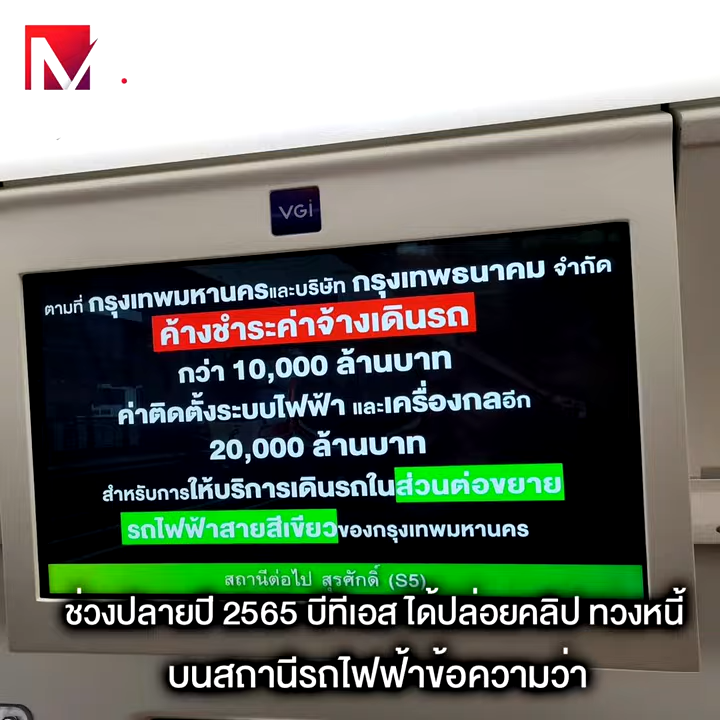 M
VGI
ตามที่ กรุงเทพมหานครและบริษัท กรุงเทพธนาคม จำกัด
ค้างชำระค่าจ้างเดินรถ
กว่า 10,000 ล้านบาท
ค่าติดตั้งระบบไฟฟ้า และเครื่องกลอีก
20,000 ล้านบาท
สำหรับการให้บริการเดินรถในส่วนต่อขยาย
รถไฟฟ้าสายสีเขียวของกรุงเทพมหานคร
สถานีต่อไป สุรศักดิ์ (S5)
ช่วงปลายปี 2565 บีทีเอส ได้ปล่อยคลิป ทวงหนี้
บนสถานีรถไฟฟ้าข้อความว่า